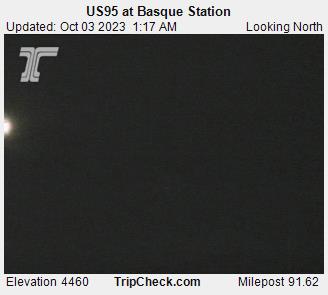 US95 at Basque Station
Updated: Oct 03 2023 1:17 AM Looking North
Elevation 4460 TripCheck.com Milepost 91.62